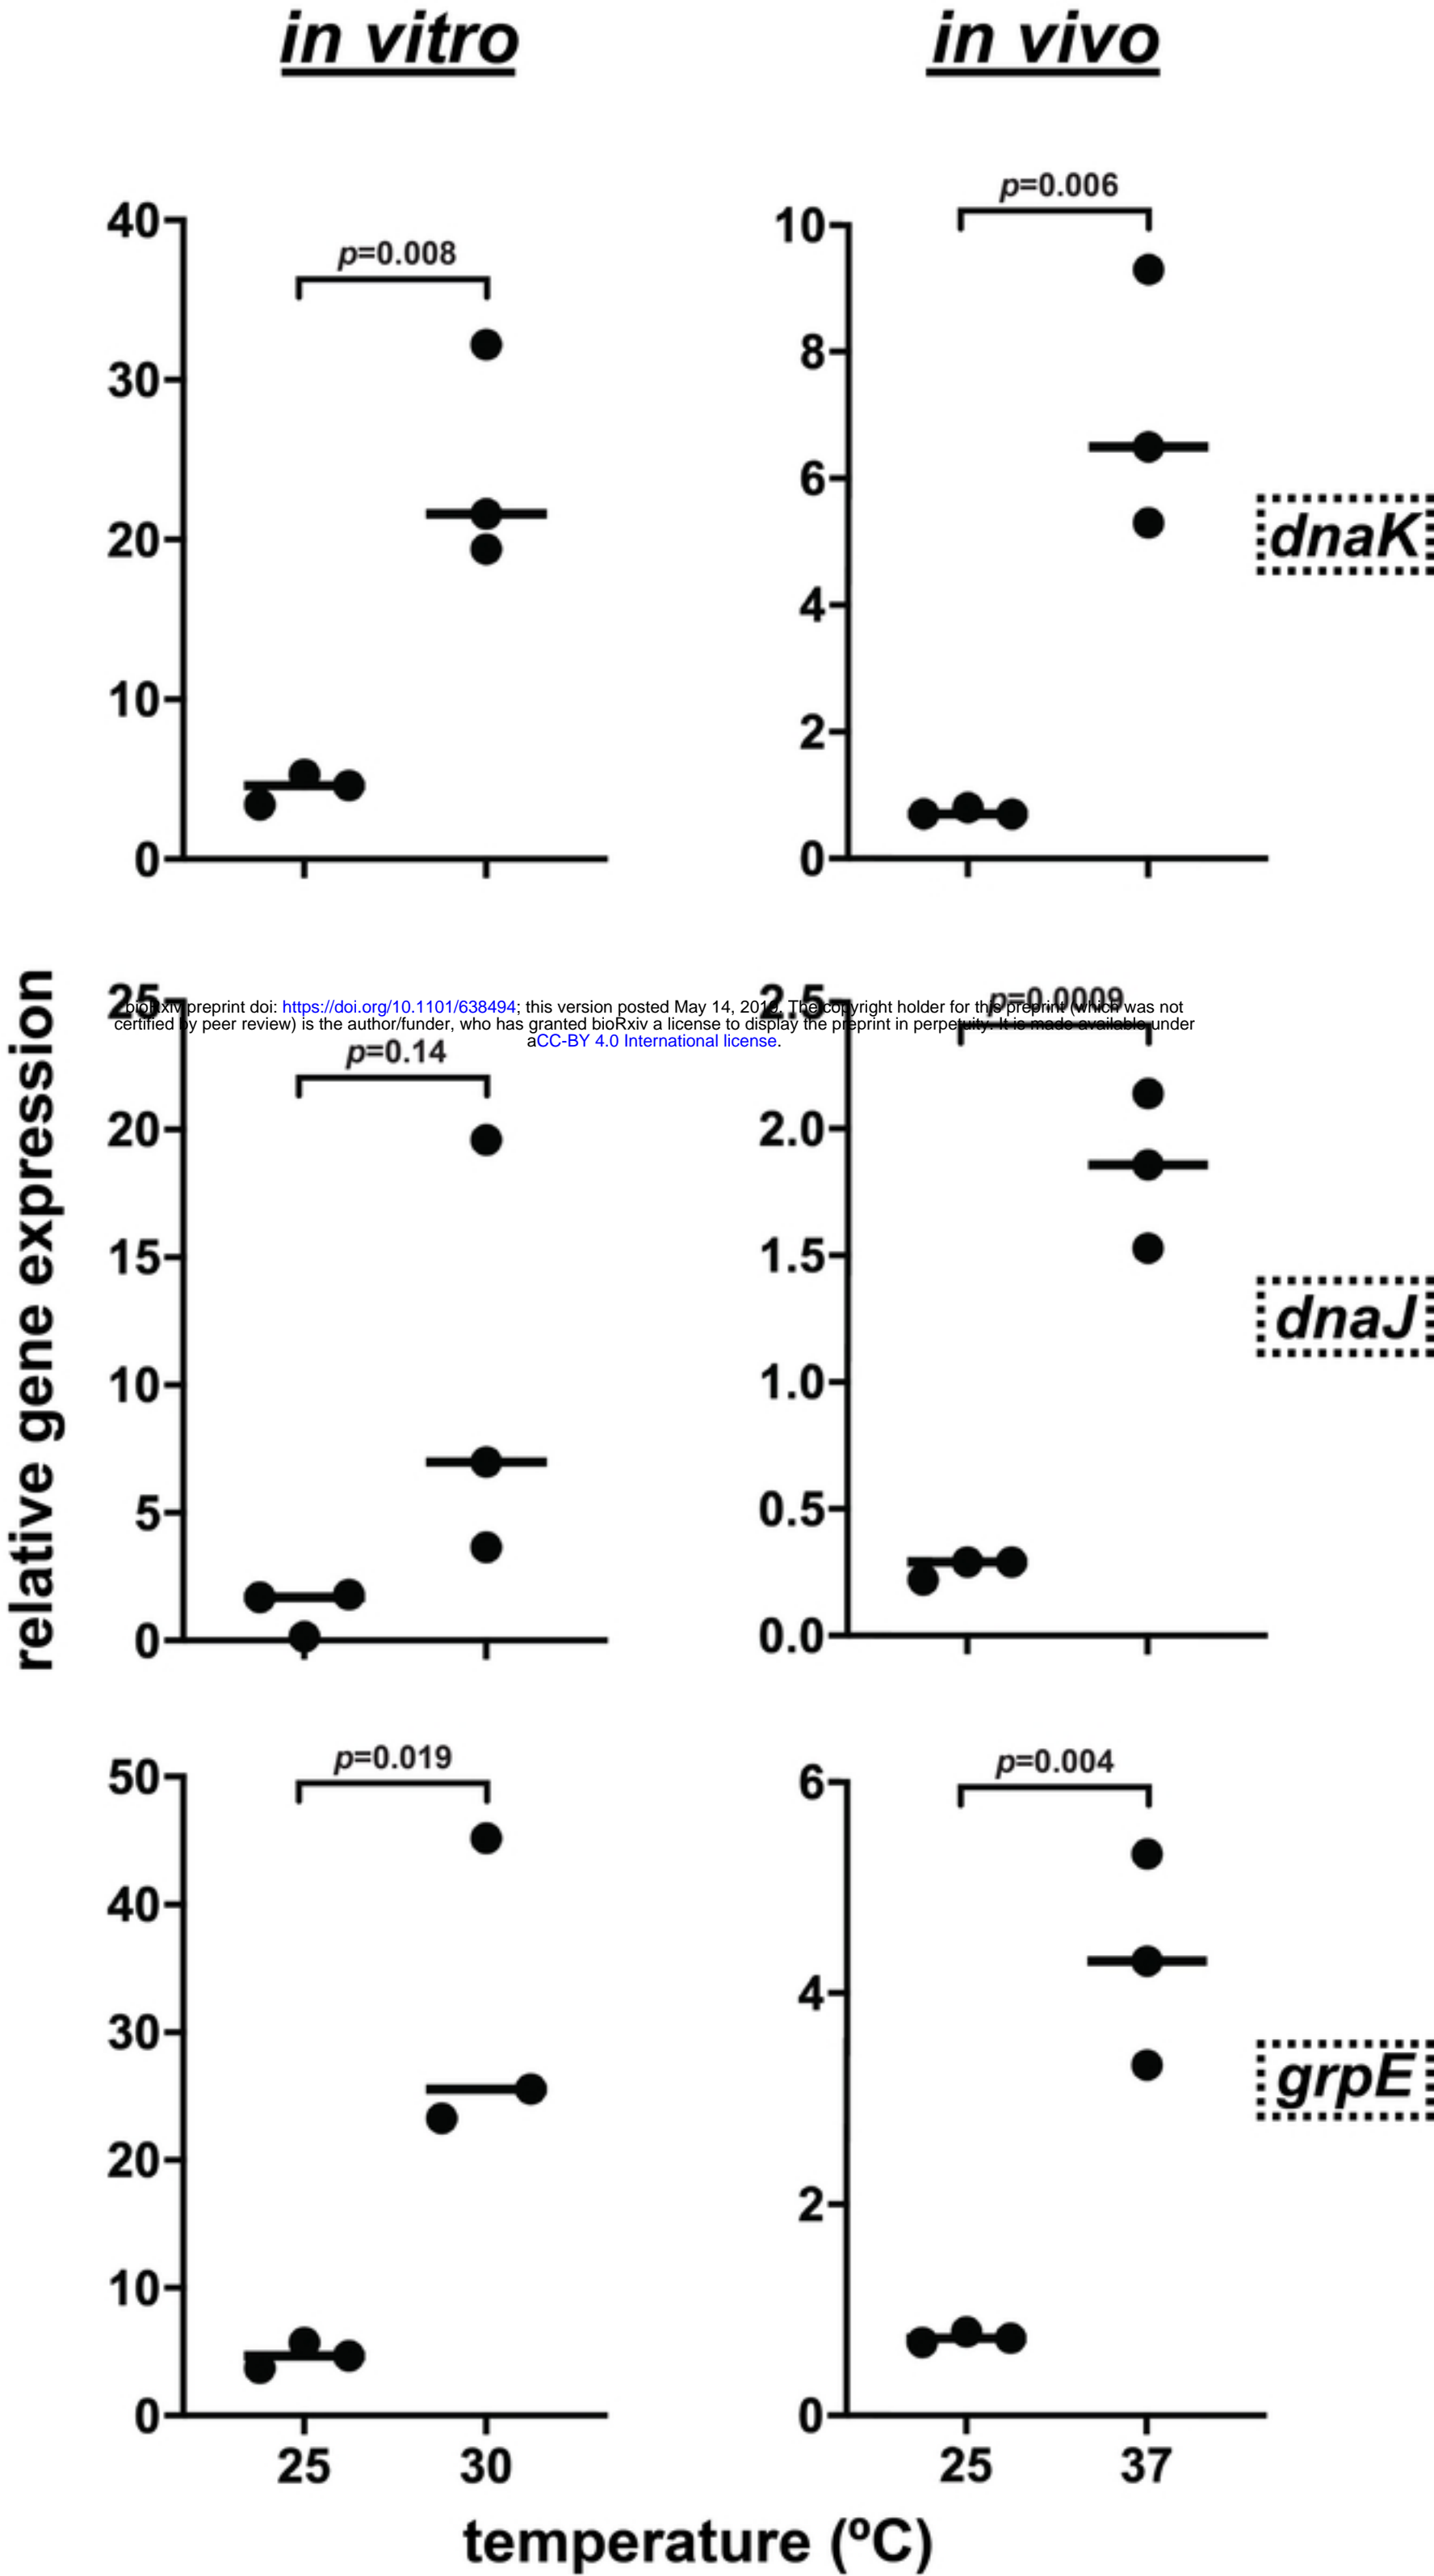 in vitro
in vivo
p=0.008
p=0.006
40
30
20
10
0
10
8
6
4
2
0
dnaK
relative gene expression
bioRxiv preprint doi: https://doi.org/10.1101/638494; this version posted May 14, 2019. The copyright holder for this preprint (which was not
certified by peer review) is the author/funder, who has granted bioRxiv a license to display the preprint in perpetuity. It is made available under
aCC-BY 4.0 International license.
p=0.14
p=0.0009
25
20
15
10
5
0
2.5
2.0
1.5
1.0
0.5
0.0
dnaJ
p=0.019
p=0.004
50
40
30
20
10
0
6
4
2
0
grpE
25
30
25
37
temperature (ºC)